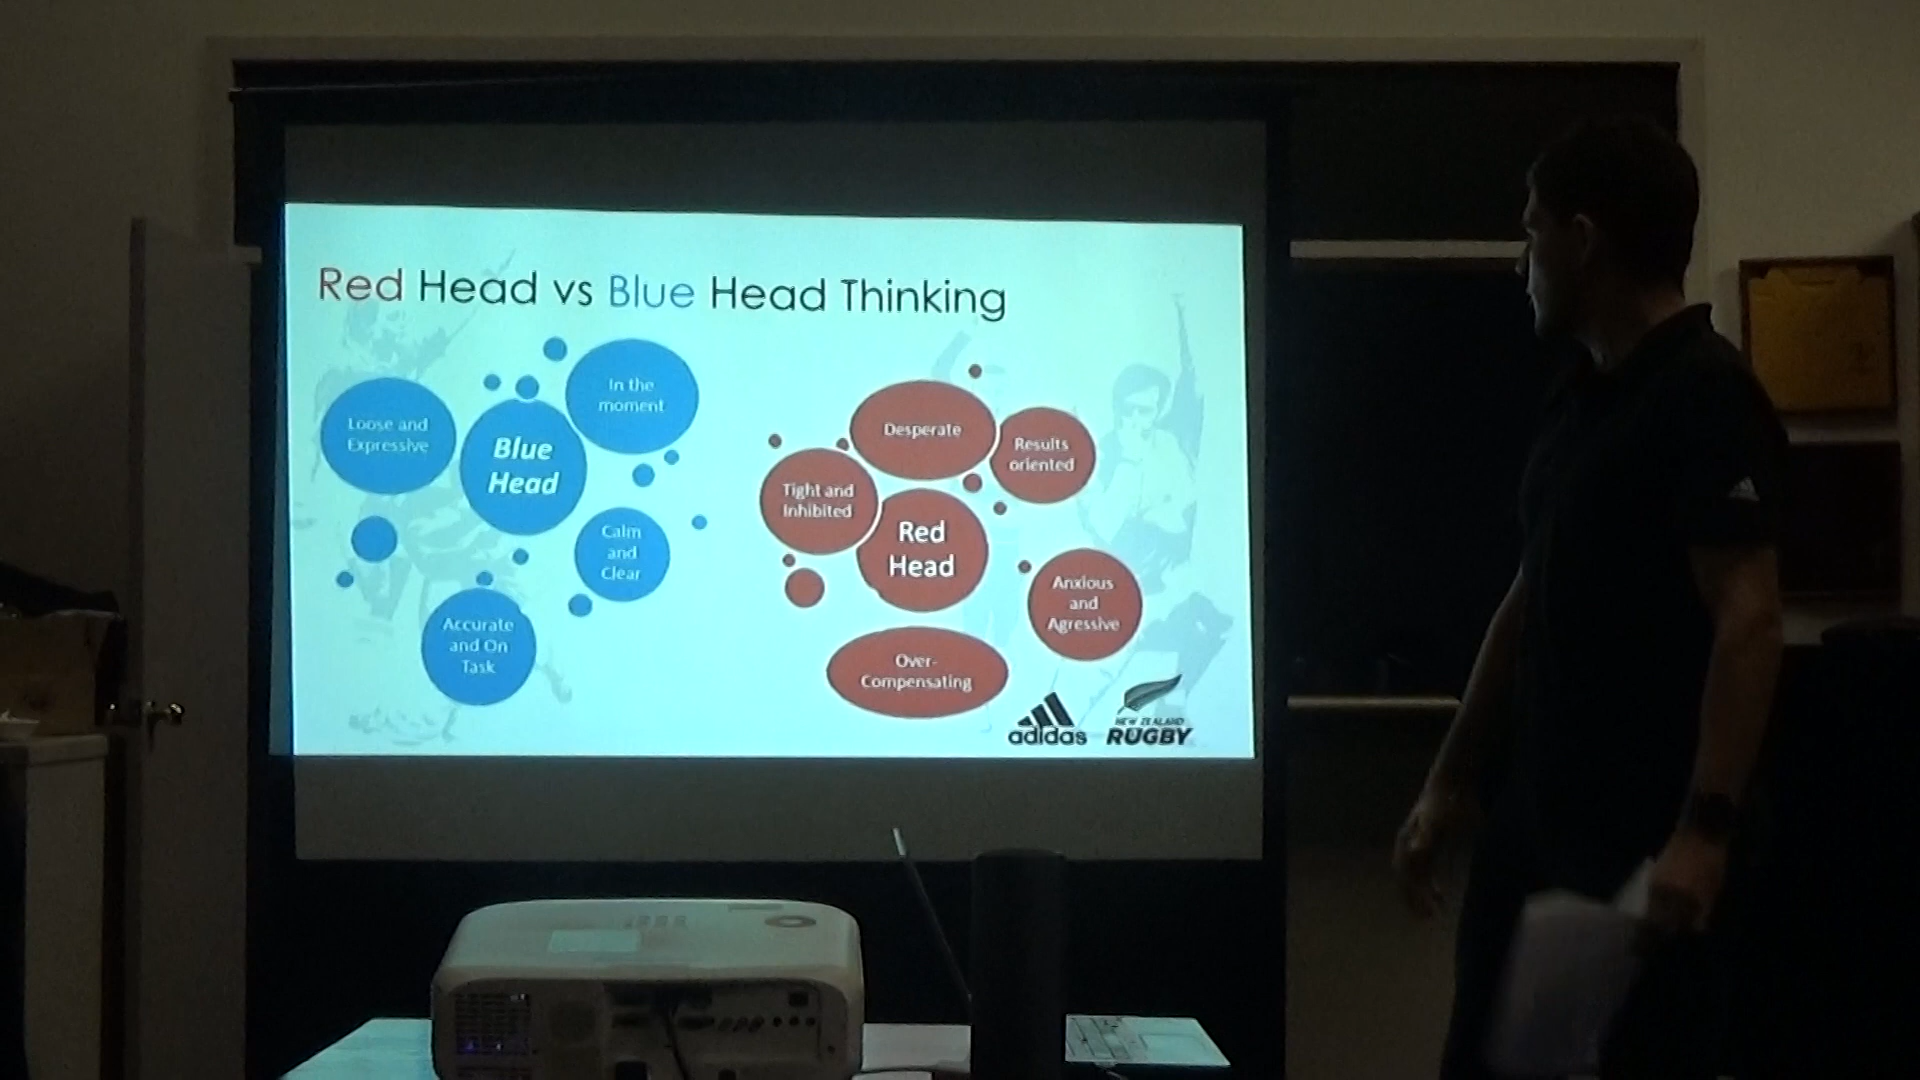 Red Head vs Blue Head Thinking
Loose and
Expressive
Blue
Head
In the
moment
Calm
and
Clear
Accurate
and On
Task
Desperate
Results
oriented
Tight and
Inhibited
Red
Head
Anxious
and
Agressive
Over-
Compensating
adidas
NEW ZEALAND
RUGBY